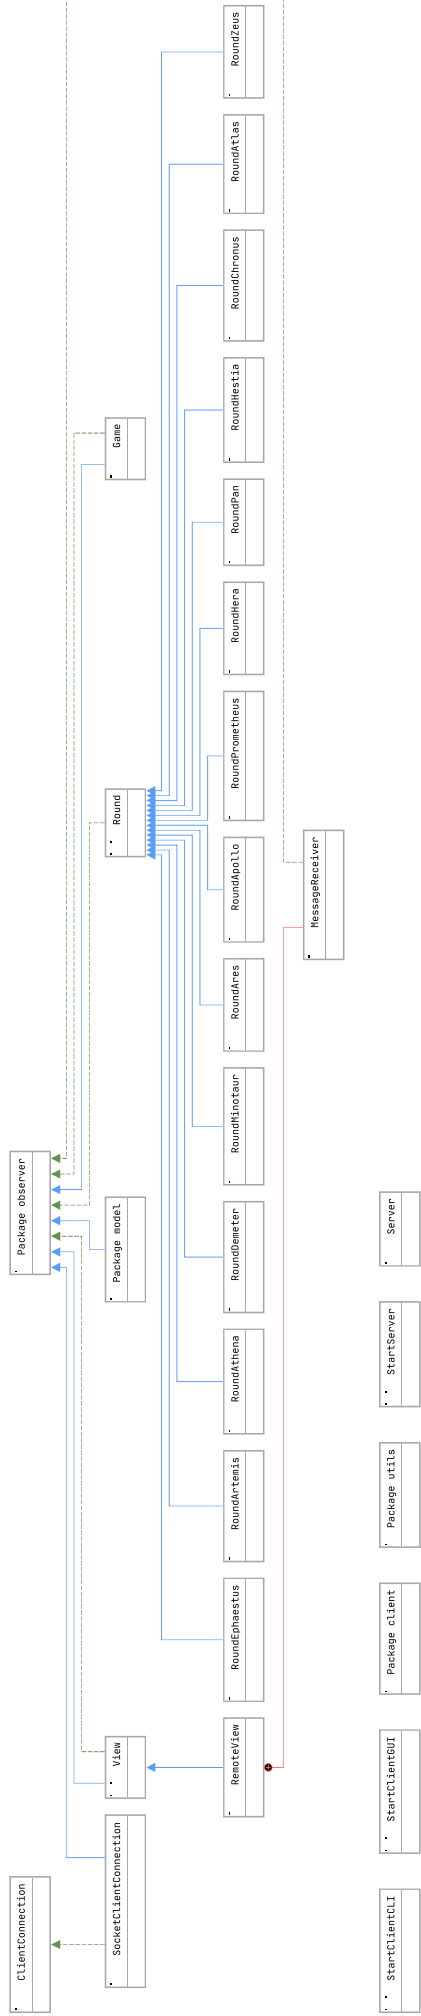 ClientConnection
Package observer
SocketClientConnection
View
Package model
Round
Game
RemoteView
RoundEphaestus
RoundArtemis
RoundAthena
RoundDemeter
RoundMinotaur
RoundAres
RoundApollo
RoundPrometheus
RoundHera
RoundPan
RoundHestia
RoundChronus
RoundAtlas
RoundZeus
MessageReceiver
StartClientCLI
StartClientGUI
Package client
Package utils
StartServer
Server